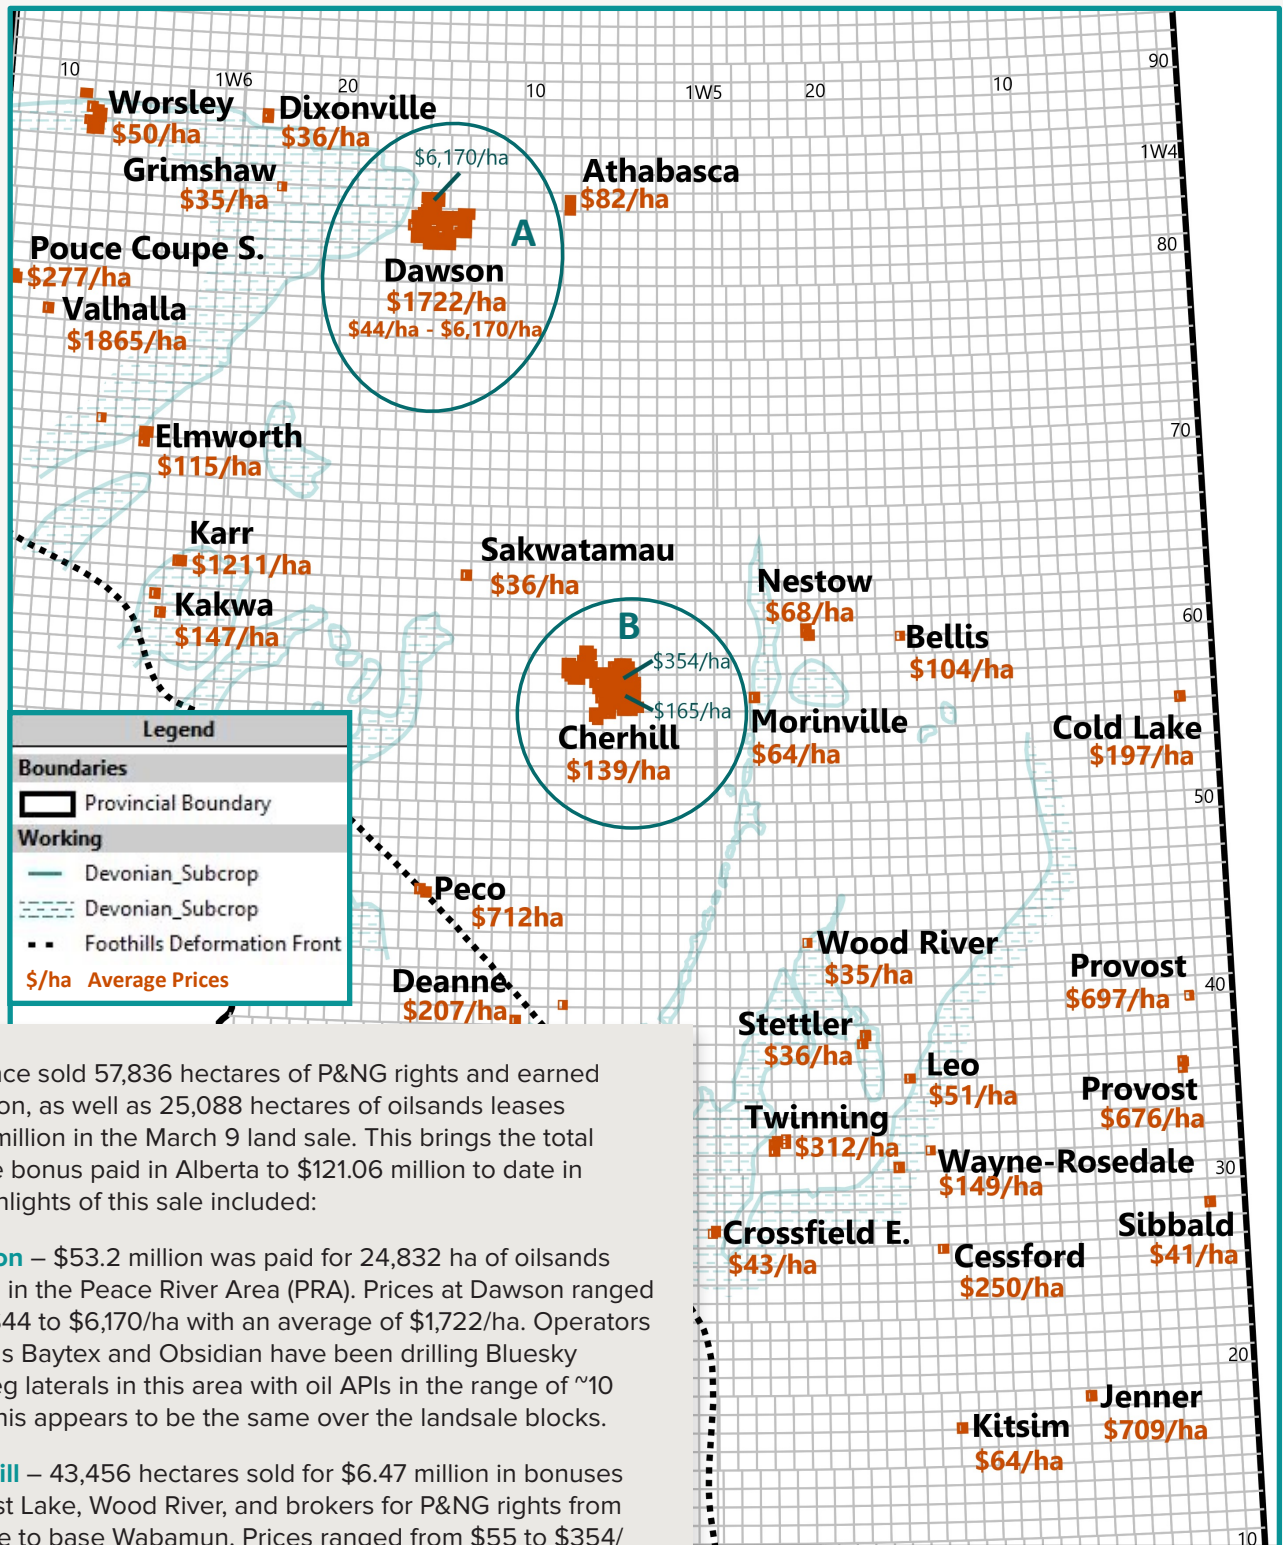 10
1W6
20
10
1W5
20
10
90
1W4
80
70
60
50
40
30
20
10
Worsley
$50/ha
Dixonville
$36/ha
Grimshaw
$35/ha
$6,170/ha
A
Dawson
$1722/ha
$44/ha - $6,170/ha
Athabasca
$82/ha
Pouce Coupe S.
$277/ha
Valhalla
$1865/ha
Elmworth
$115/ha
Karr
$1211/ha
Kakwa
$147/ha
Sakwatamau
$36/ha
B
$354/ha
$165/ha
Cherhill
$139/ha
Nestow
$68/ha
Bellis
$104/ha
Morinville
$64/ha
Cold Lake
$197/ha
Legend
Boundaries
Provincial Boundary
Working
Devonian_Subcrop
Devonian_Subcrop
Foothills Deformation Front
$/ha Average Prices
Peco
$712ha
Deanne
$207/ha
Wood River
$35/ha
Provost
$697/ha
Stettler
$36/ha
Leo
$51/ha
Provost
$676/ha
Twinning
$312/ha
Wayne-Rosedale
$149/ha
Sibbald
$41/ha
Crossfield E.
$43/ha
Cessford
$250/ha
Jenner
$709/ha
Kitsim
$64/ha
nce sold 57,836 hectares of P&NG rights and earned
on, as well as 25,088 hectares of oilsands leases
million in the March 9 land sale. This brings the total
e bonus paid in Alberta to $121.06 million to date in
hlights of this sale included:
on – $53.2 million was paid for 24,832 ha of oilsands
in the Peace River Area (PRA). Prices at Dawson ranged
$44 to $6,170/ha with an average of $1,722/ha. Operators
s Baytex and Obsidian have been drilling Bluesky
eg laterals in this area with oil APIs in the range of ~10
his appears to be the same over the landsale blocks.
ill – 43,456 hectares sold for $6.47 million in bonuses
st Lake, Wood River, and brokers for P&NG rights from
e to base Wabamun. Prices ranged from $55 to $354/